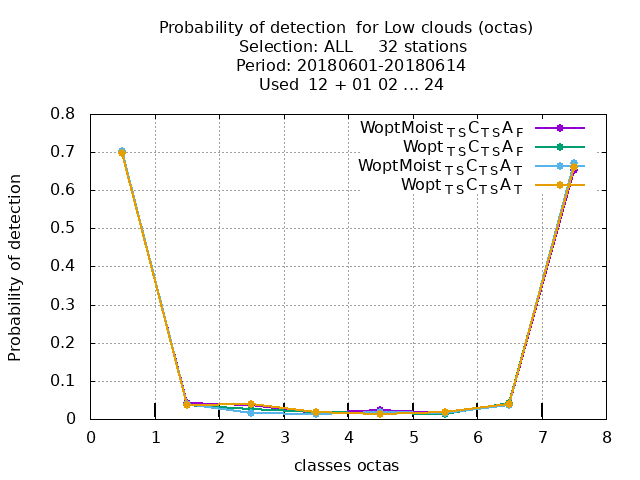 Probability of detection  for Low clouds (octas)
Selection: ALL     32 stations
Period: 20180601-20180614
Used  12 + 01 02 ... 24
0.8
0.7
0.6
0.5
0.4
0.3
0.2
0.1
0
Probability of detection
WoptMoist TS C TS A F
Wopt TS C TS A F
WoptMoist TS C TS A T
Wopt TS C TS A T
0 1 2 3 4 5 6 7 8
classes octas